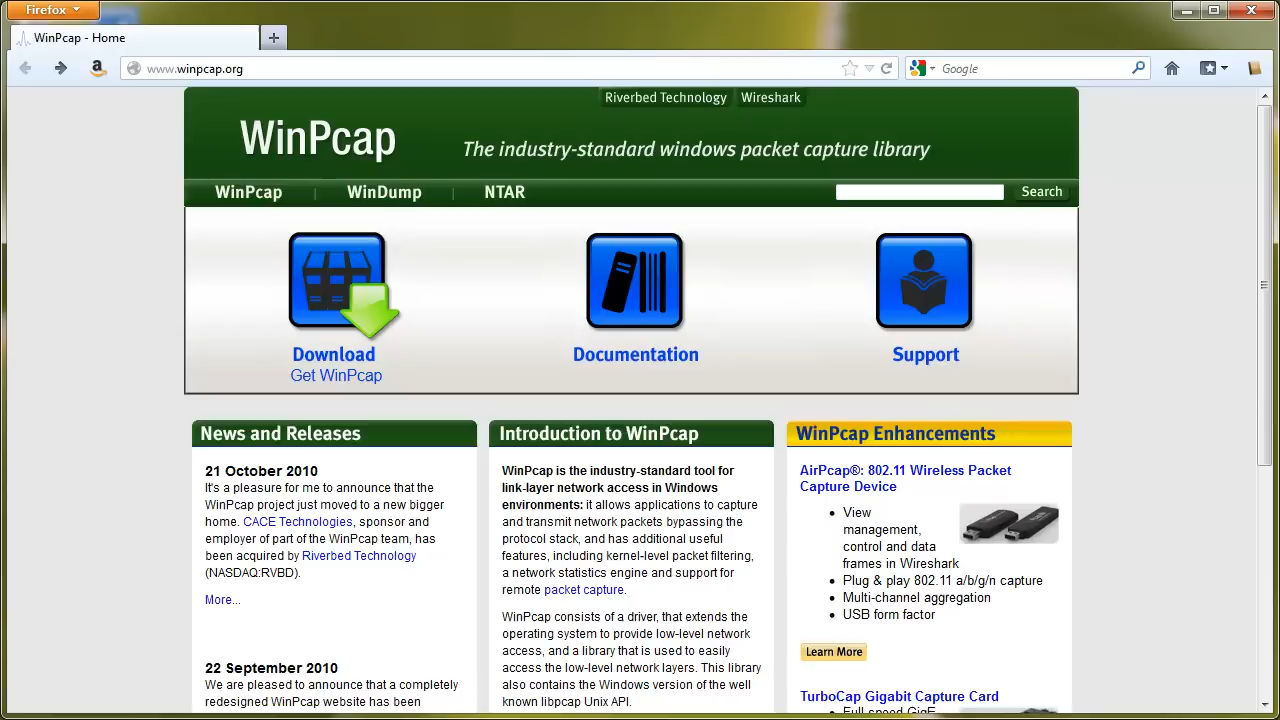 Firefox
WinPcap - Home
www.winpcap.org
Google
Riverbed Technology
Wireshark
WinPcap
The industry-standard windows packet capture library
WinPcap | WinDump | NTAR
Search
Download
Get WinPcap
Documentation
Support
News and Releases
21 October 2010
It's a pleasure for me to announce that the
WinPcap project just moved to a new bigger
home. CACE Technologies, sponsor and
employer of part of the WinPcap team, has
been acquired by Riverbed Technology
(NASDAQ:RVBD).
More...
22 September 2010
We are pleased to announce that a completely
redesigned WinPcap website has been
Introduction to WinPcap
WinPcap is the industry-standard tool for
link-layer network access in Windows
environments: it allows applications to capture
and transmit network packets bypassing the
protocol stack, and has additional useful
features, including kernel-level packet filtering,
a network statistics engine and support for
remote packet capture.
WinPcap consists of a driver, that extends the
operating system to provide low-level network
access, and a library that is used to easily
access the low-level network layers. This library
also contains the Windows version of the well
known libpcap Unix API.
WinPcap Enhancements
AirPcap®: 802.11 Wireless Packet
Capture Device
View
management,
control and data
frames in Wireshark
Plug & play 802.11 a/b/g/n capture
Multi-channel aggregation
USB form factor
Learn More
TurboCap Gigabit Capture Card
Full-speed GigE